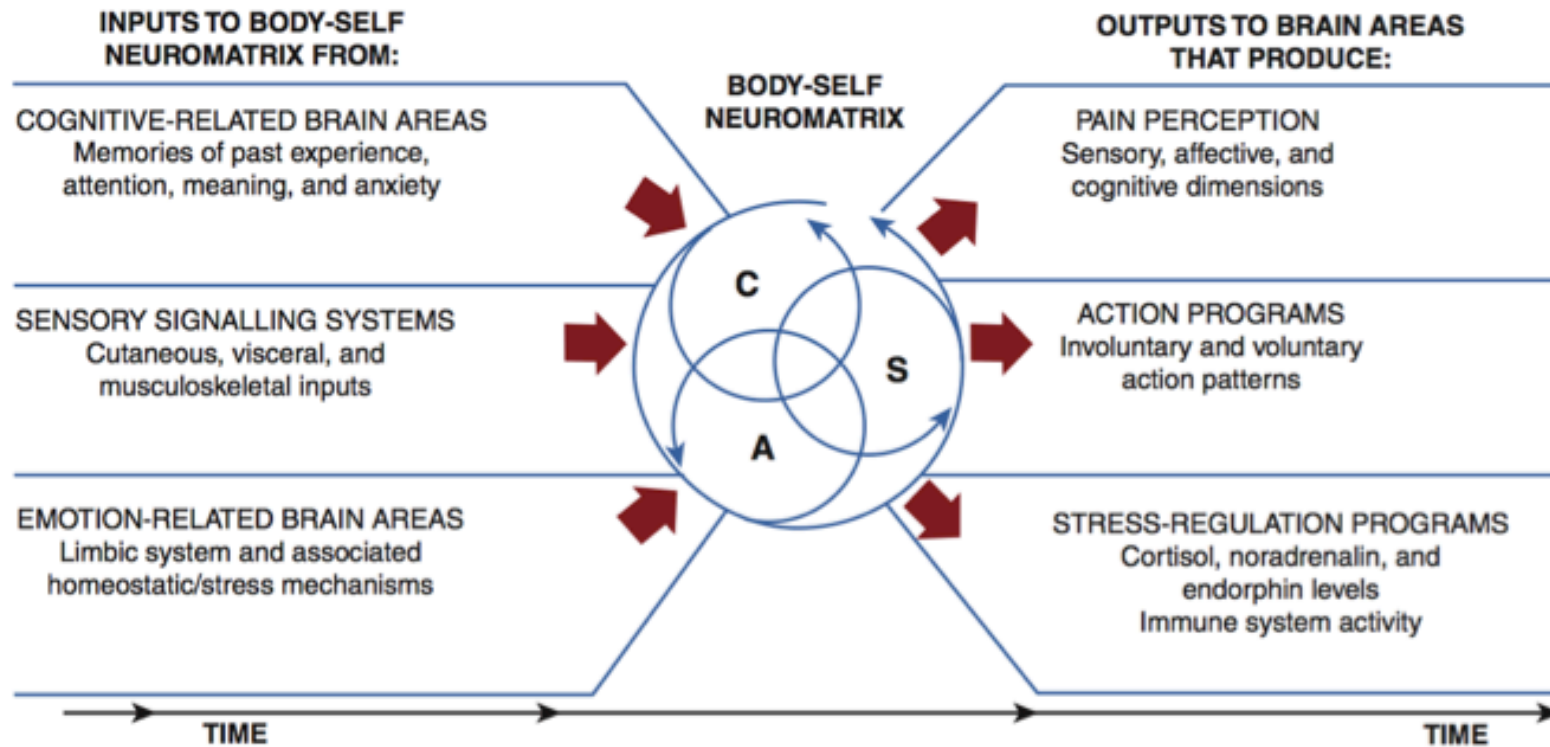 INPUTS TO BODY-SELF
NEUROMATRIX FROM:
COGNITIVE-RELATED BRAIN AREAS
Memories of past experience,
attention, meaning, and anxiety
SENSORY SIGNALLING SYSTEMS
Cutaneous, visceral, and
musculoskeletal inputs
EMOTION-RELATED BRAIN AREAS
Limbic system and associated
homeostatic/stress mechanisms
BODY-SELF
NEUROMATRIX
C
S
A
OUTPUTS TO BRAIN AREAS
THAT PRODUCE:
PAIN PERCEPTION
Sensory, affective, and
cognitive dimensions
ACTION PROGRAMS
Involuntary and voluntary
action patterns
STRESS-REGULATION PROGRAMS
Cortisol, noradrenalin, and
endorphin levels
Immune system activity
TIME
TIME